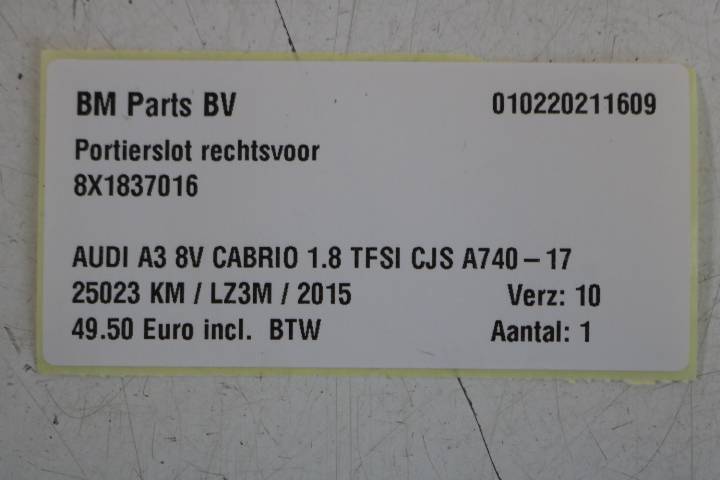 BM Parts BV 010220211609
Portierslot rechtsvoor
8X1837016
AUDI A3 8V CABRIO 1.8 TFSI CJS A740 – 17
25023 KM / LZ3M / 2015 Verz: 10
49.50 Euro incl. BTW Aantal: 1